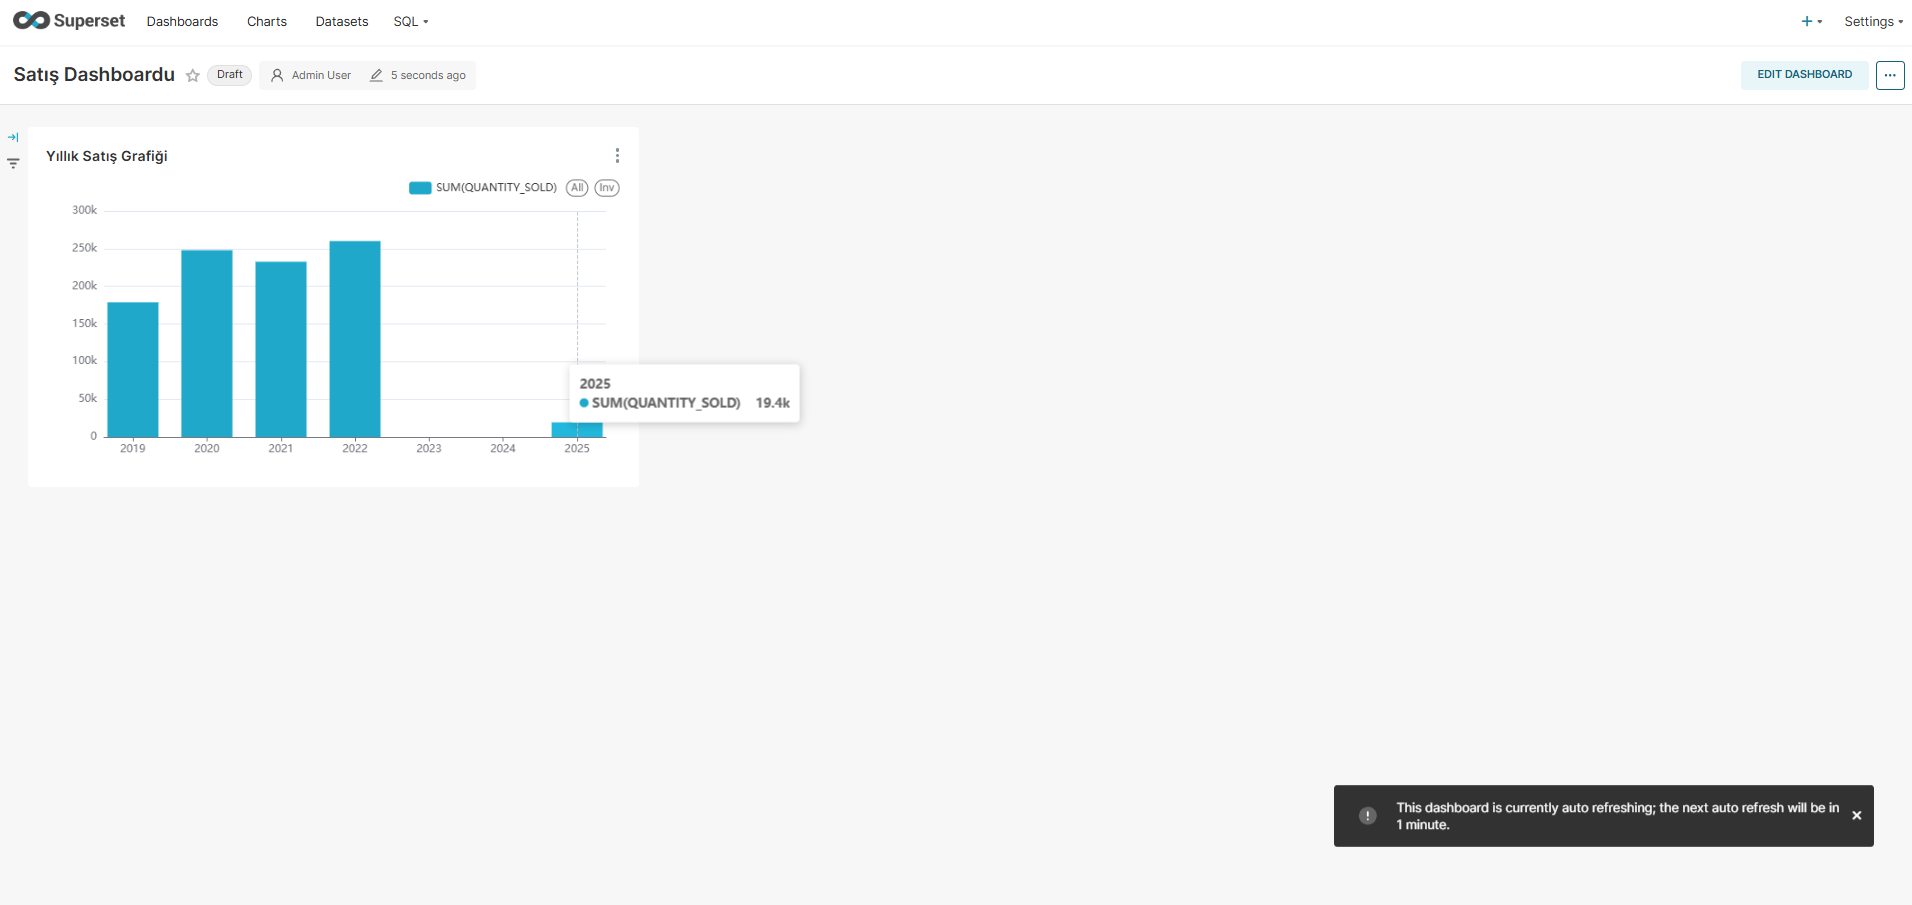 Superset Dashboards Charts Datasets SQL + Settings
Satış Dashboardu Draft Admin User 5 seconds ago EDIT DASHBOARD ...
Yıllık Satış Grafiği
SUM(QUANTITY_SOLD) All Inv
300k
250k
200k
150k
100k
50k
0
2019 2020 2021 2022 2023 2024 2025
2025
SUM(QUANTITY_SOLD) 19.4k
This dashboard is currently auto refreshing; the next auto refresh will be in
1 minute.